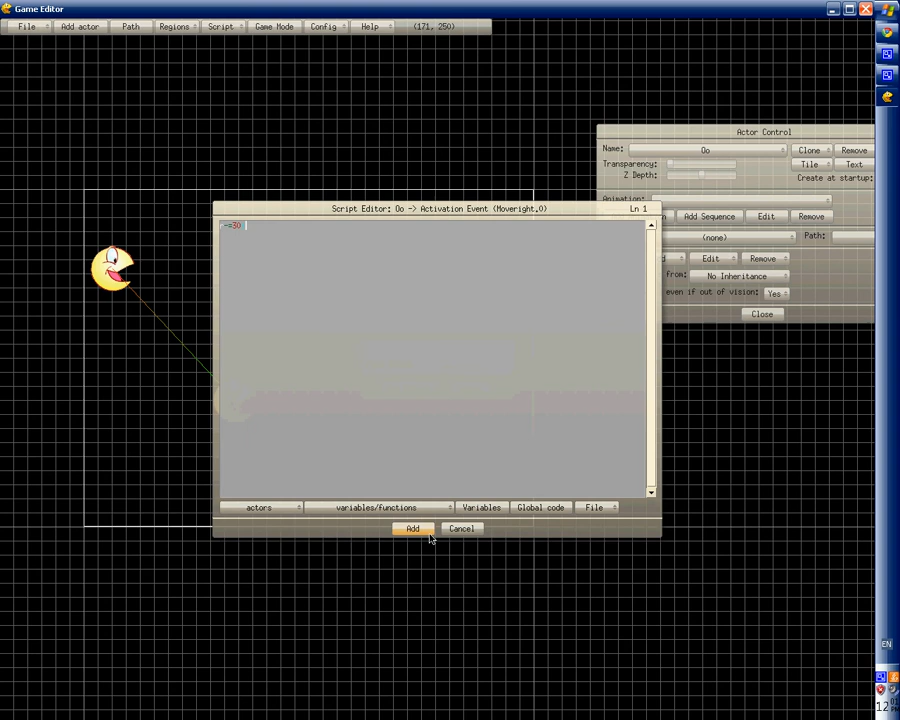 Game Editor
File Add actor Path Regions Script Game Mode Config Help (171, 250)
Actor Control
Name: Oo Clone Remove
Transparency: Tile Text
Z Depth: Create at startup:
Animation:
Add Sequence Edit Remove
(none) Path:
Edit Remove
from: No Inheritance
even if out of vision: Yes
Close
Script Editor: Oo -> Activation Event (Moveright.0) Ln 1
-=30
actors variables/functions Variables Global code File
Add Cancel
EN
12